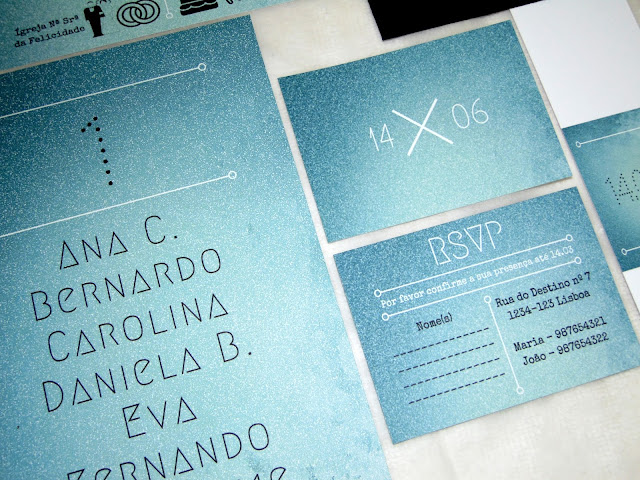 Igreja Nª Srª
da Felicidade
1
Ana C.
Bernardo
Carolina
Daniela B.
Eva
Fernando
14 X 06
RSVP
Por favor confirme a sua presença até 14.03
Nome(s)
Rua do Destino nº 7
1234-123 Lisboa
Maria – 987654321
João – 987654322